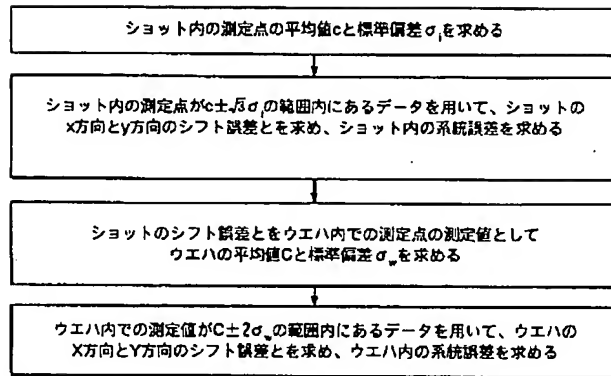 ショット内の測定点の平均値cと標準偏差σiを求める
ショット内の測定点がc±√3σiの範囲内にあるデータを用いて、ショットの
x方向とy方向のシフト誤差とを求め、ショット内の系統誤差を求める
ショットのシフト誤差とをウエハ内での測定点の測定値として
ウエハの平均値Cと標準偏差σwを求める
ウエハ内での測定値がC±2σwの範囲内にあるデータを用いて、ウエハの
X方向とY方向のシフト誤差とを求め、ウエハ内の系統誤差を求める